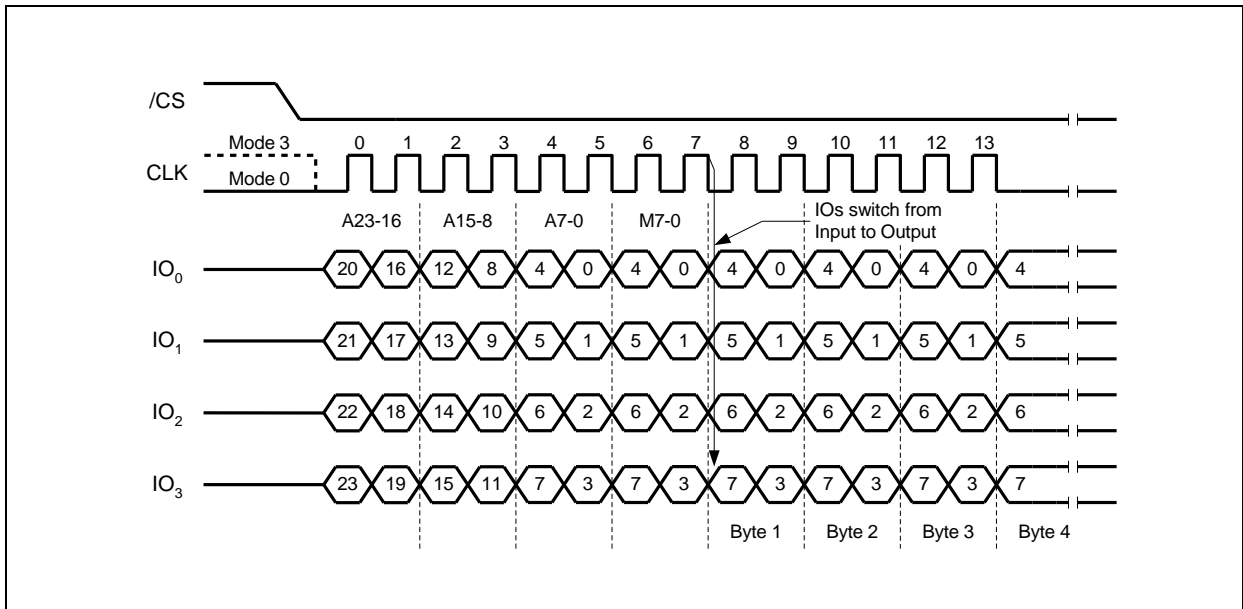 /CS
Mode 3 0 1 2 3 4 5 6 7 8 9 10 11 12 13
CLK
Mode 0
A23-16 A15-8 A7-0 M7-0
IOs switch from
Input to Output
IO0 20 16 12 8 4 0 4 0 4 0 4 0 4 0 4
IO1 21 17 13 9 5 1 5 1 5 1 5 1 5 1 5
IO2 22 18 14 10 6 2 6 2 6 2 6 2 6 2 6
IO3 23 19 15 11 7 3 7 3 7 3 7 3 7 3 7
Byte 1 Byte 2 Byte 3 Byte 4